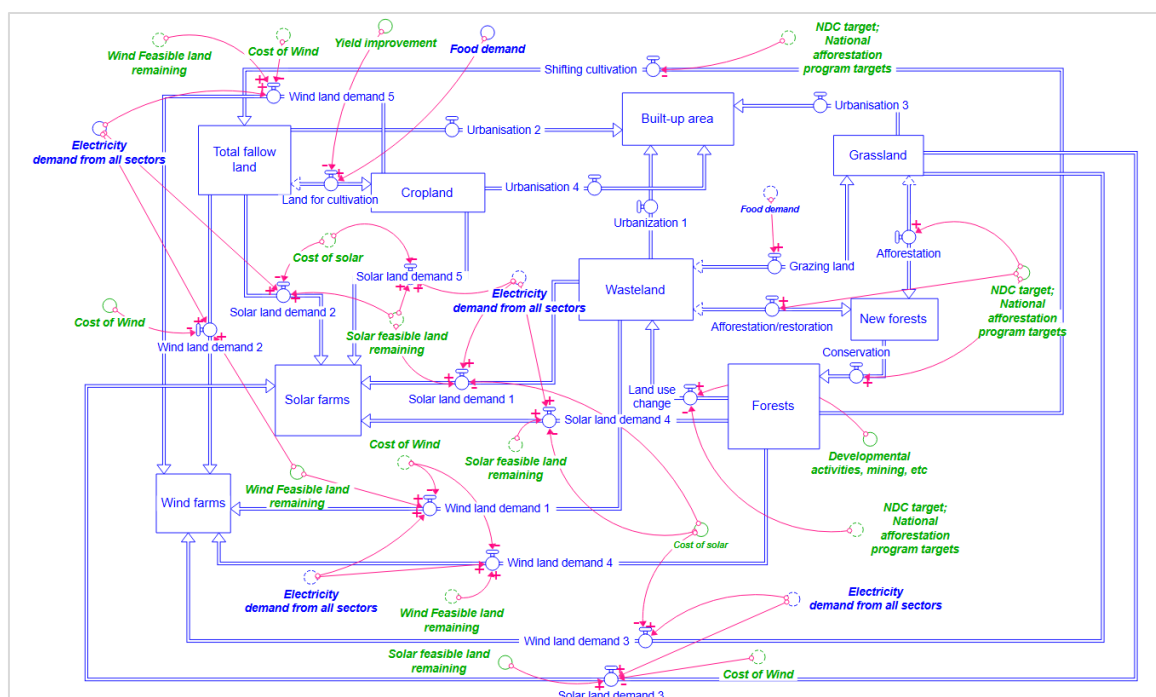 Wind Feasible land
remaining
Cost of Wind
Yield improvement
Food demand
NDC target;
National
afforestation
program targets
Shifting cultivation
Wind land demand 5
Urbanisation 2
Built-up area
Urbanisation 3
Electricity
demand from all sectors
Total fallow
land
Grassland
Land for cultivation
Cropland
Urbanisation 4
Food demand
Urbanization 1
Afforestation
Cost of solar
Solar land demand 5
Grazing land
Electricity
demand from all sectors
Wasteland
NDC target;
National
afforestation
program targets
Solar land demand 2
Cost of Wind
Wind land demand 2
Solar feasible land
remaining
Afforestation/restoration
New forests
Conservation
Solar farms
Solar land demand 1
Land use
change
Forests
Solar land demand 4
Cost of Wind
Solar feasible land
remaining
Developmental
activities, mining, etc
Wind farms
Wind Feasible land
remaining
Wind land demand 1
NDC target;
National
afforestation
program targets
Cost of solar
Wind land demand 4
Electricity
demand from all sectors
Wind Feasible land
remaining
Electricity
demand from all sectors
Wind land demand 3
Solar feasible land
remaining
Cost of Wind
Solar land demand 3